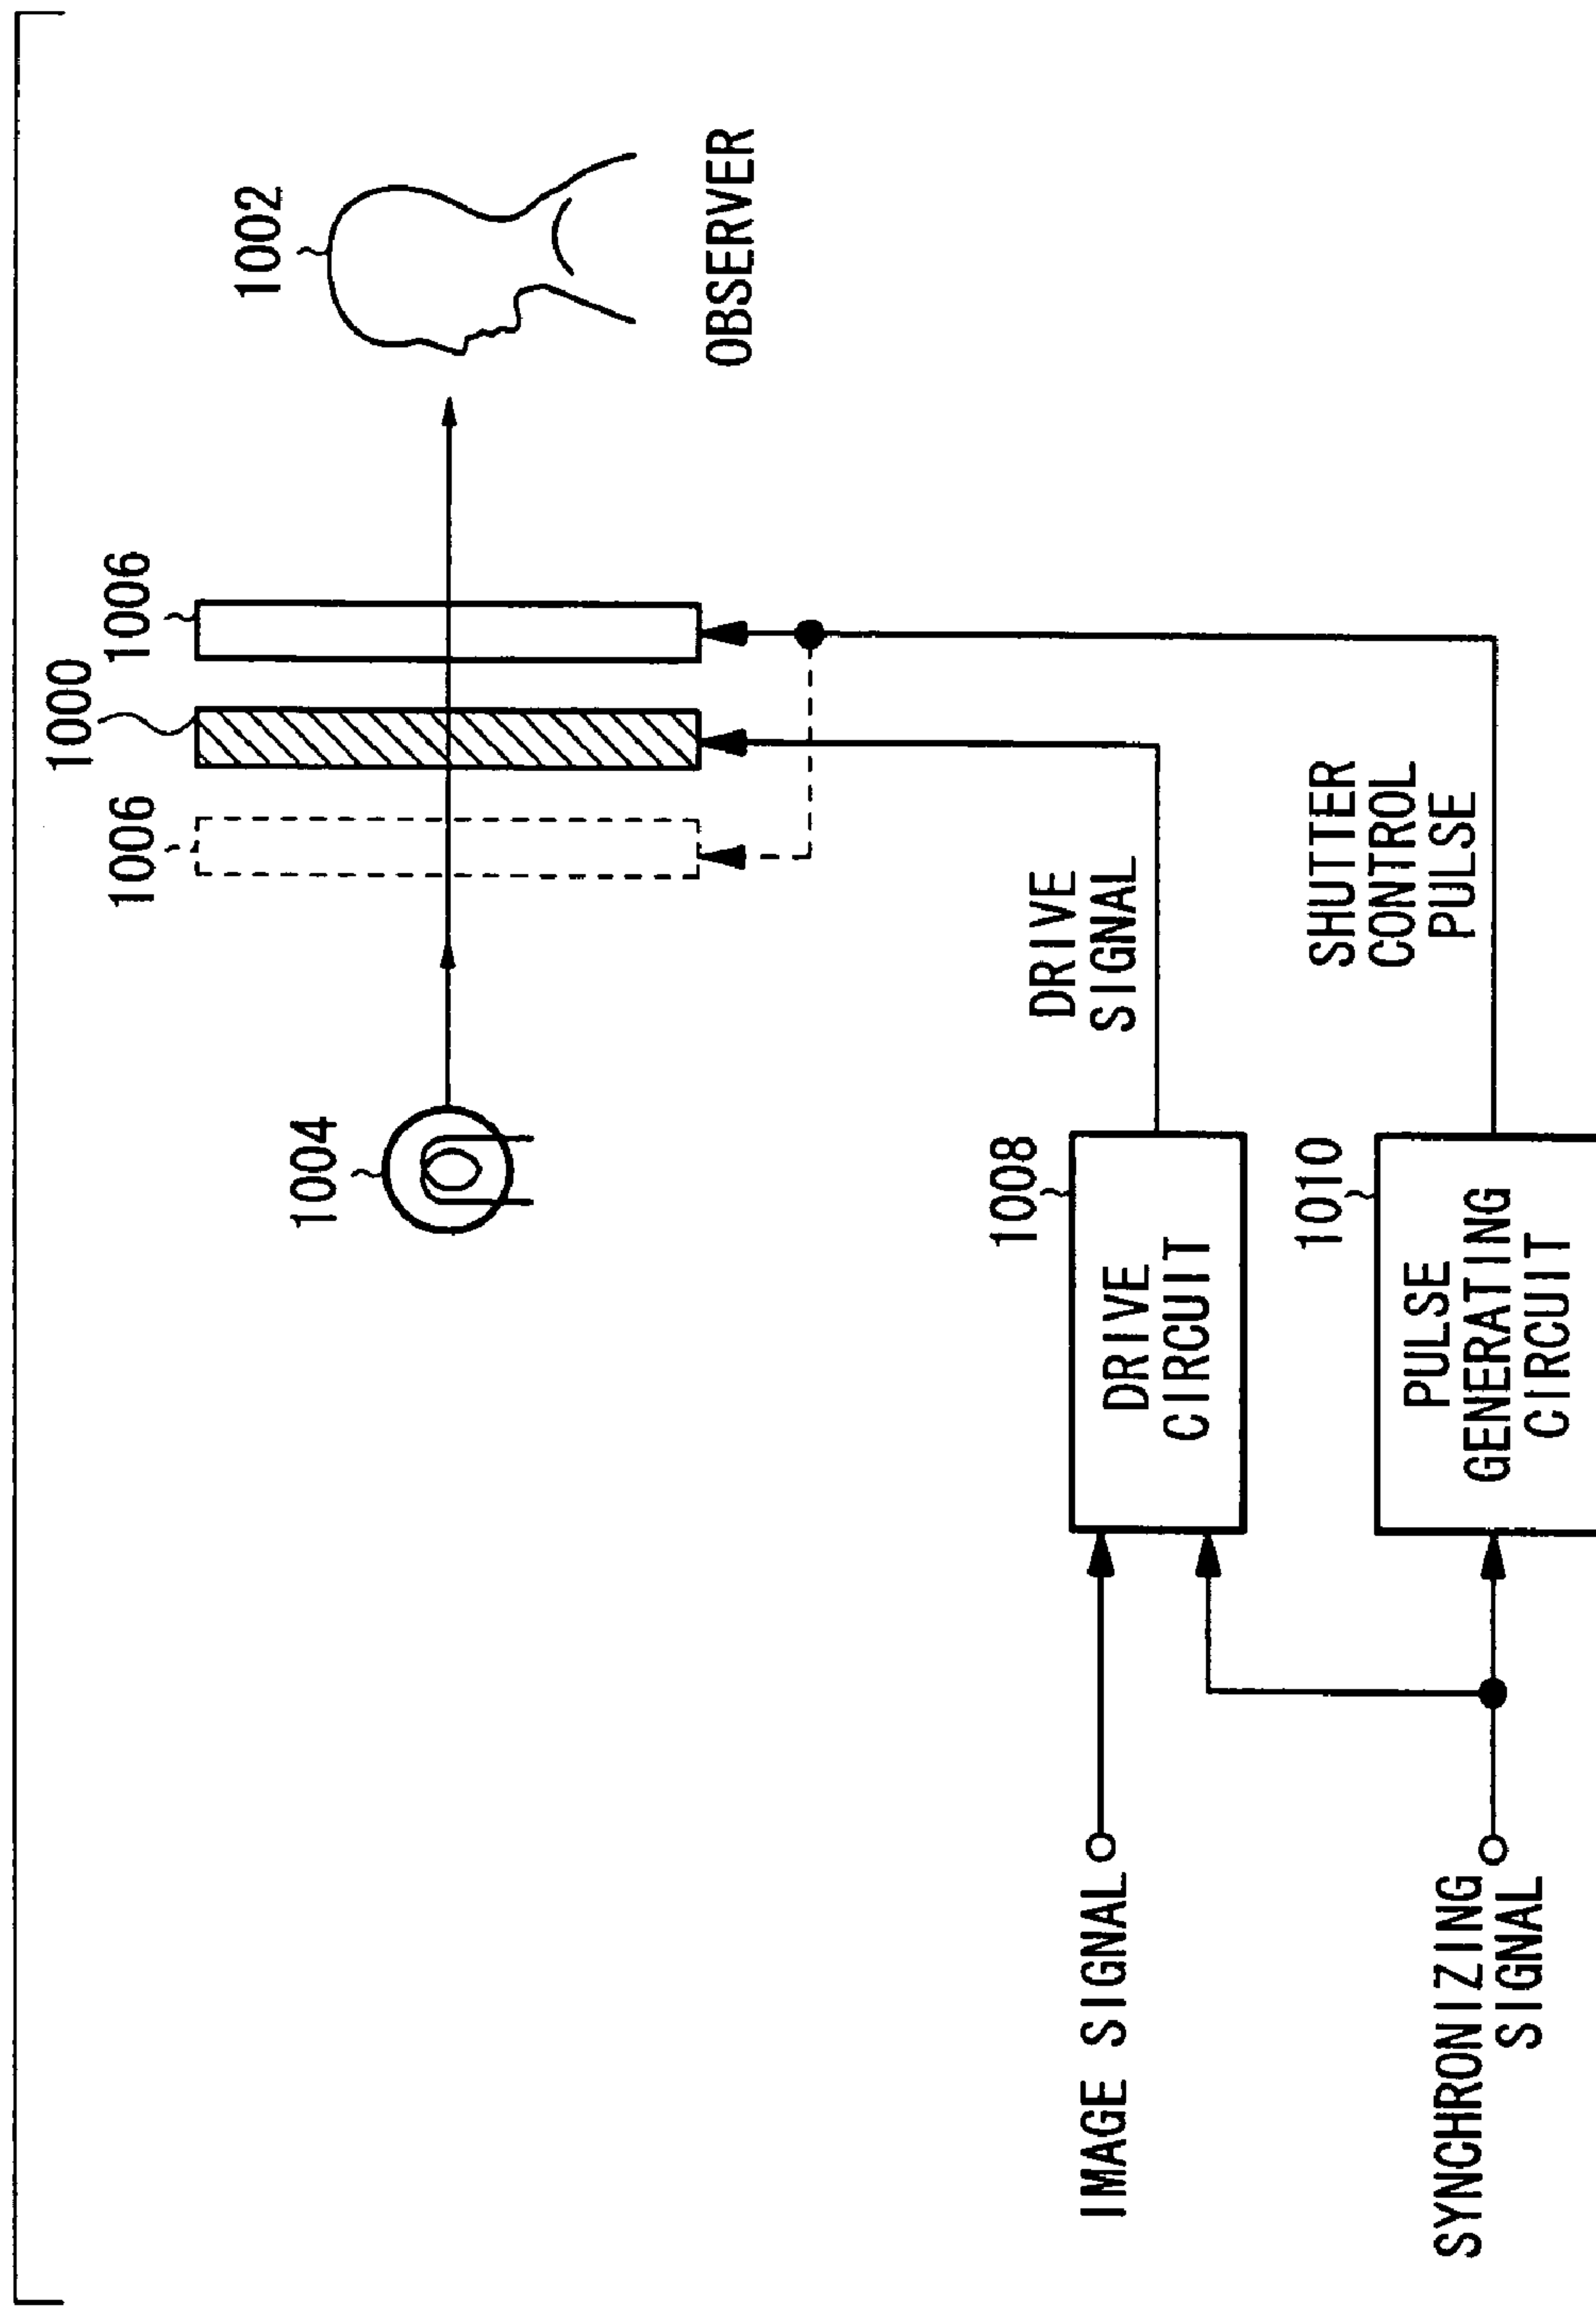 1000
1006
1006
1002
1004
OBSERVER
DRIVE
SIGNAL
1008
DRIVE
CIRCUIT
IMAGE SIGNAL
SHUTTER
CONTROL
PULSE
1010
PULSE
GENERATING
CIRCUIT
SYNCHRONIZING
SIGNAL